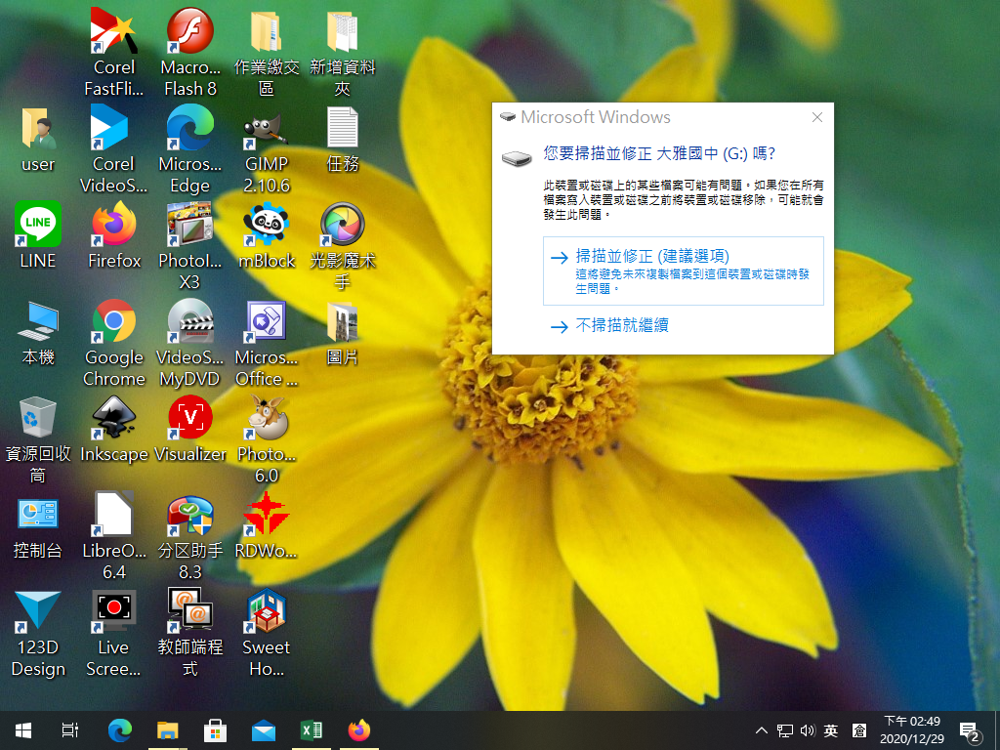 Corel
FastFli...
Macro...
Flash 8
作業繳交
區
新增資料
夾
user
Corel
VideoS...
Micros...
Edge
GIMP
2.10.6
任務
LINE
LINE
Firefox
PhotoI...
X3
mBlock
光影魔术
手
本機
Google
Chrome
VideoS...
MyDVD
Micros...
Office ...
圖片
資源回收
筒
Inkscape
Visualizer
Photo...
6.0
控制台
LibreO...
6.4
分区助手
8.3
RDWo...
123D
Design
Live
Scree...
教師端程
式
Sweet
Ho...
Microsoft Windows
您要掃描並修正 大雅國中 (G:) 嗎?
此裝置或磁碟上的某些檔案可能有問題。如果您在所有
檔案寫入裝置或磁碟之前將裝置或磁碟移除，可能就會
發生此問題。
掃描並修正 (建議選項)
這將避免未來複製檔案到這個裝置或磁碟時發
生問題。
不掃描就繼續
英
倉
下午 02:49
2020/12/29
2